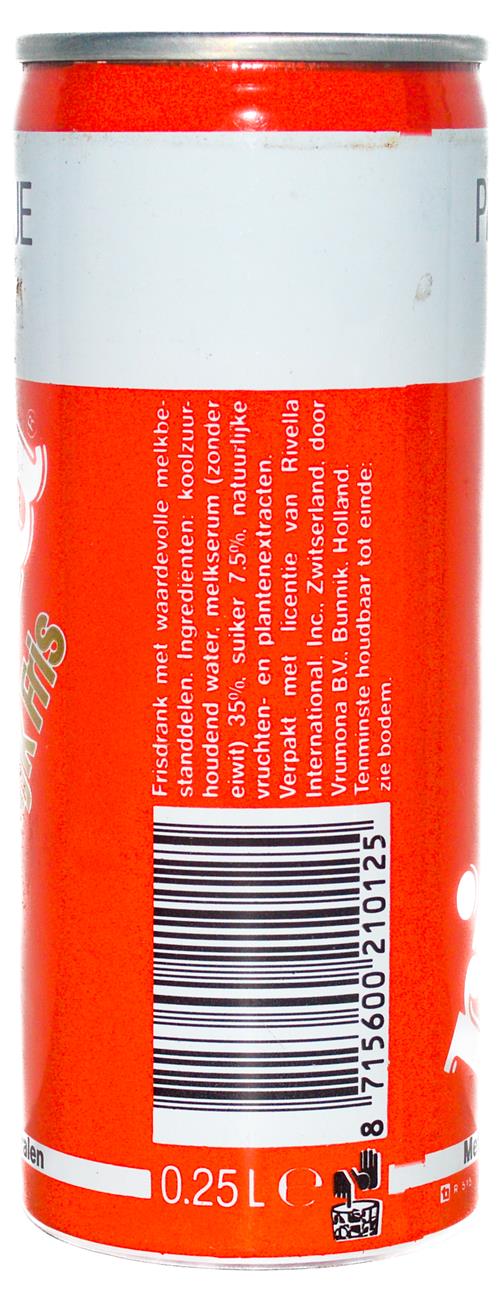 Frisdrank met waardevolle melkbe-
standdelen. Ingrediënten: koolzuur-
houdend water, melkserum (zonder
eiwit) 35%, suiker 7.5%, natuurlijke
vruchten- en plantenextracten.
Verpakt met licentie van Rivella
International, Inc., Zwitserland, door
Vrumona B.V., Bunnik, Holland.
Tenminste houdbaar tot einde:
zie bodem.
8 715600 210125
0.25 L ℮